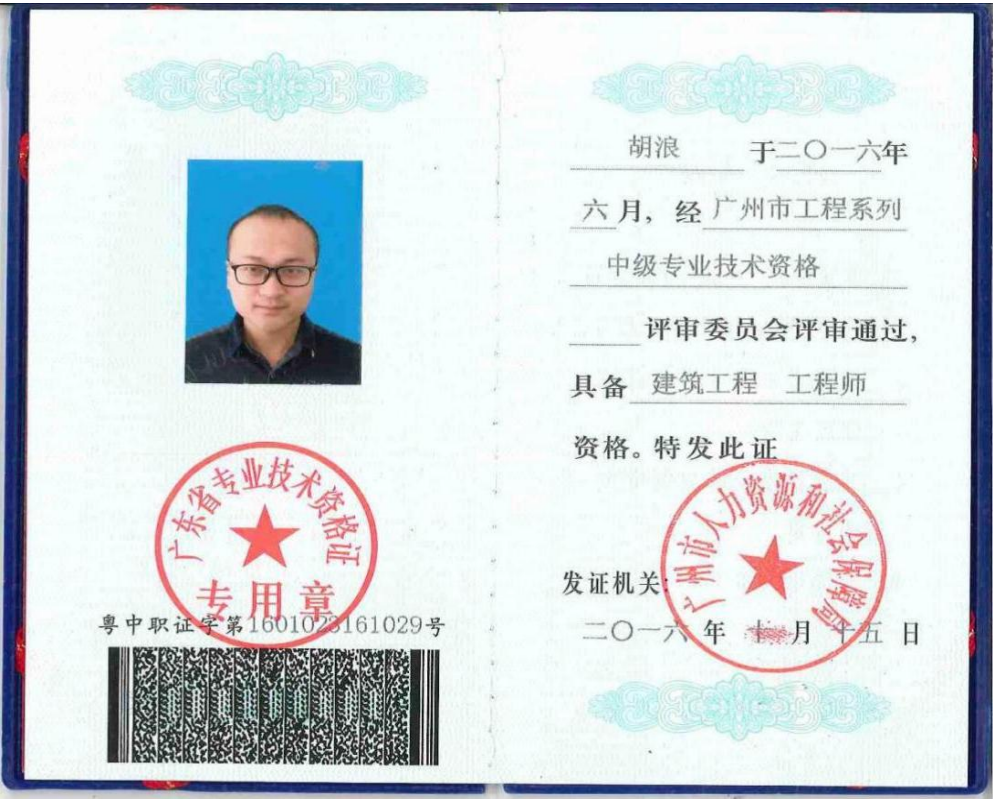 广东省专业技术资格证
专用章
粤中职证字第1601023161029号
胡浪 于二〇一六年
六月，经广州市工程系列
中级专业技术资格
评审委员会评审通过，
具备 建筑工程 工程师
资格。特发此证
广州市人力资源和社会保障局
发证机关：
二〇一六年 月十五日